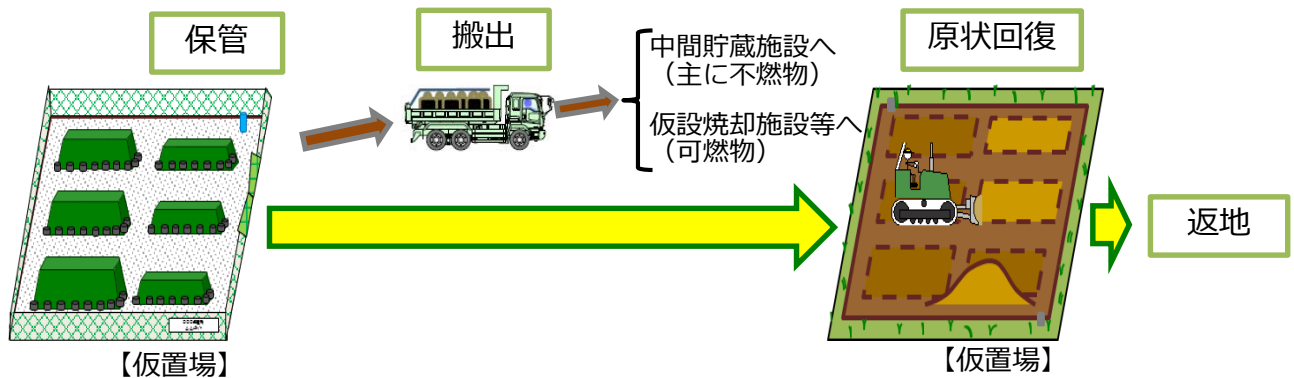 保管
搬出
中間貯蔵施設へ
（主に不燃物）
仮設焼却施設等へ
（可燃物）
原状回復
返地
【仮置場】
【仮置場】